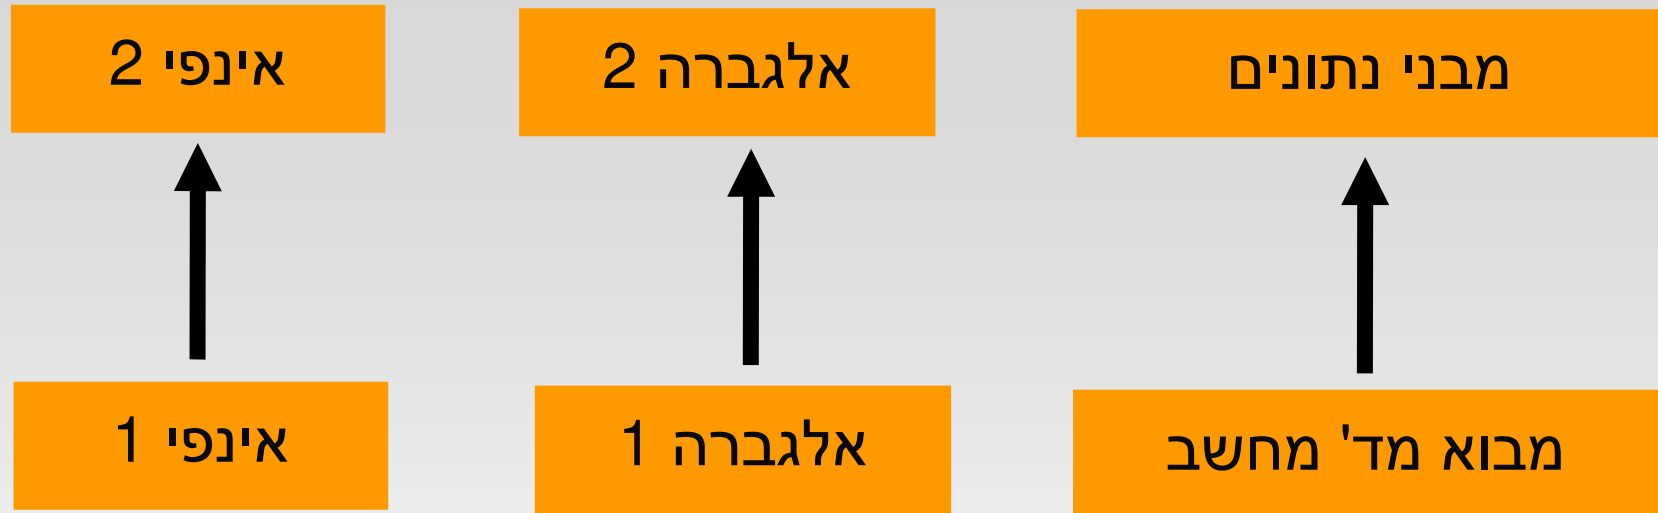 מבני נתונים
אלגברה 2
אינפי 2
מבוא מד' מחשב
אלגברה 1
אינפי 1